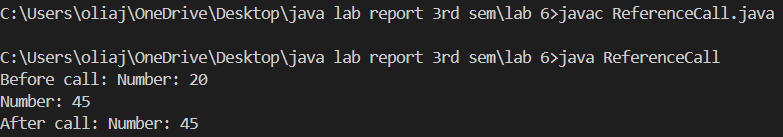 C:\Users\oliaj\OneDrive\Desktop\java lab report 3rd sem\lab 6>javac ReferenceCall.java
C:\Users\oliaj\OneDrive\Desktop\java lab report 3rd sem\lab 6>java ReferenceCall
Before call: Number: 20
Number: 45
After call: Number: 45